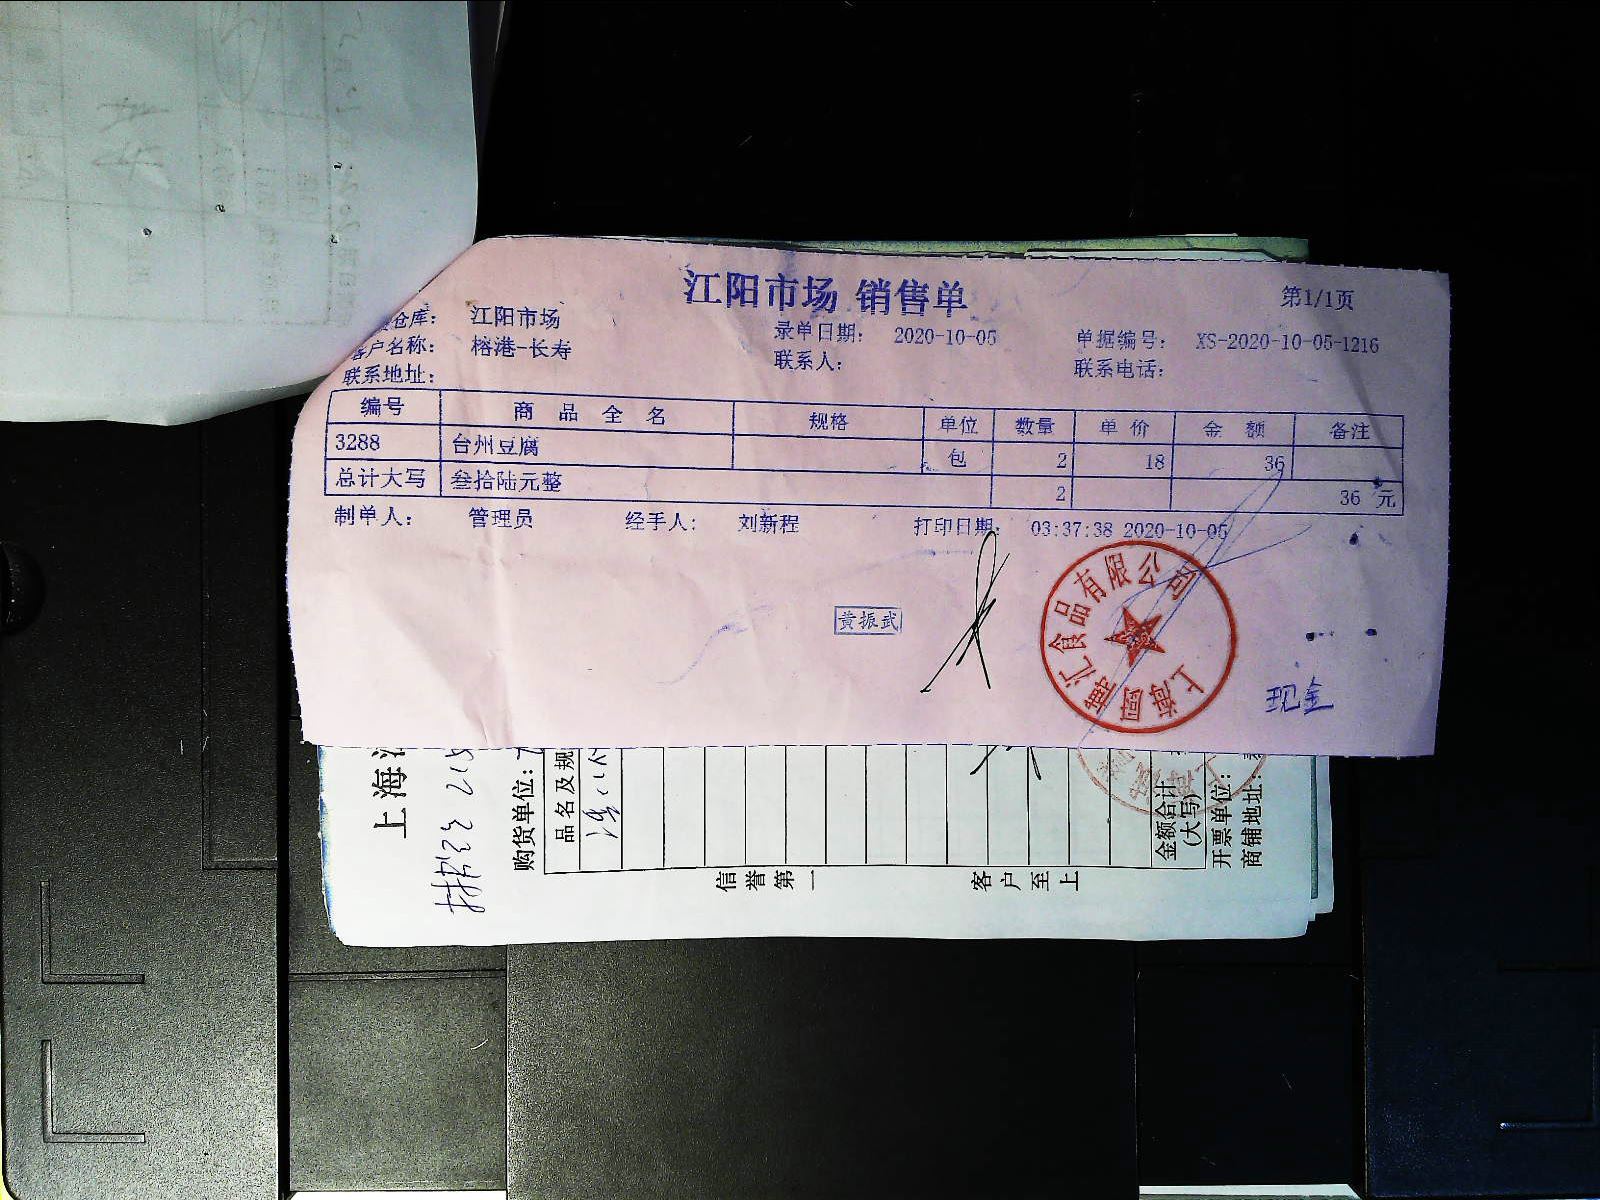 江阳市场 销售单
第1/1页
仓库： 江阳市场 录单日期： 2020-10-05 单据编号： XS-2020-10-05-1216
客户名称： 榕港-长寿 联系人： 联系电话：
联系地址：
编号 商品全名 规格 单位 数量 单价 金额 备注
3288 台州豆腐 包 2 18 36
总计大写 叁拾陆元整 2 36 元
制单人： 管理员 经手人： 刘新程 打印日期： 03:37:38 2020-10-05
黄振武
现金
上海
购货单位：
品名及规
信誉第一
客户至上
金额合计
(大写)
开票单位：
商铺地址：